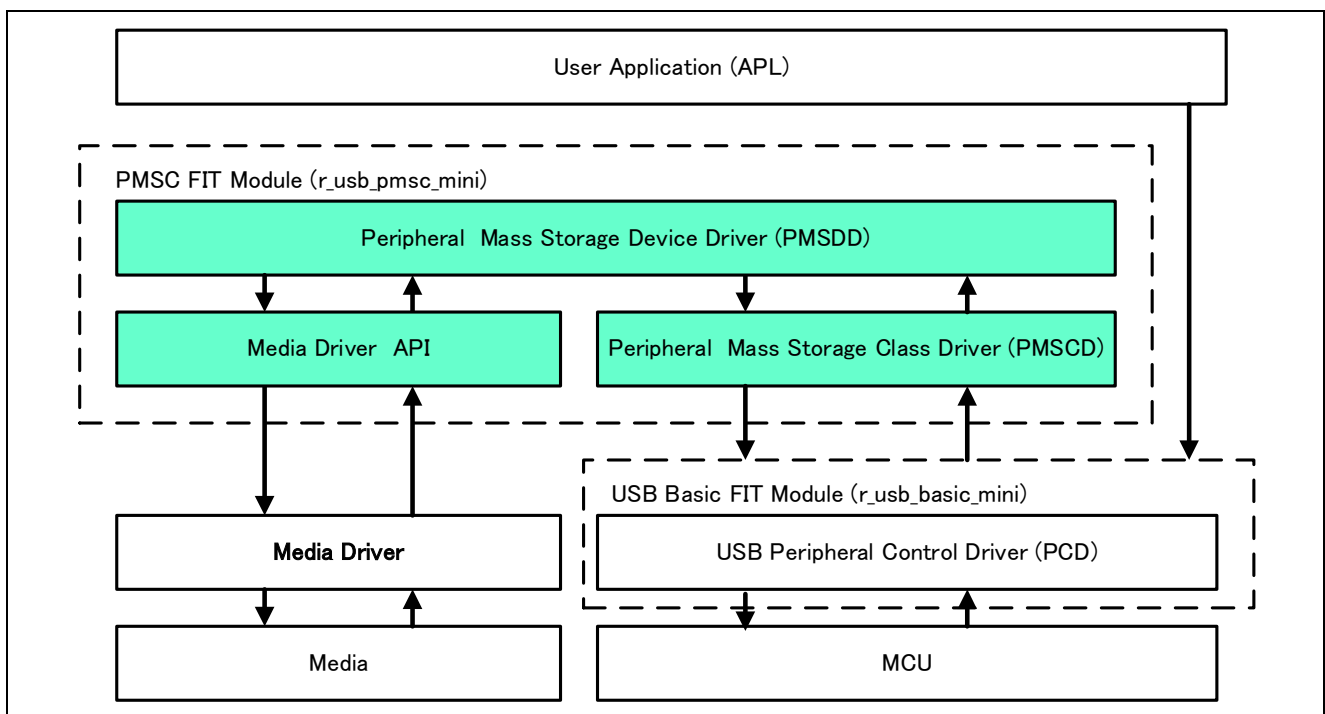 User Application (APL)
PMSC FIT Module (r_usb_pmsc_mini)
Peripheral Mass Storage Device Driver (PMSDD)
Media Driver API
Peripheral Mass Storage Class Driver (PMSCD)
USB Basic FIT Module (r_usb_basic_mini)
Media Driver
USB Peripheral Control Driver (PCD)
Media
MCU